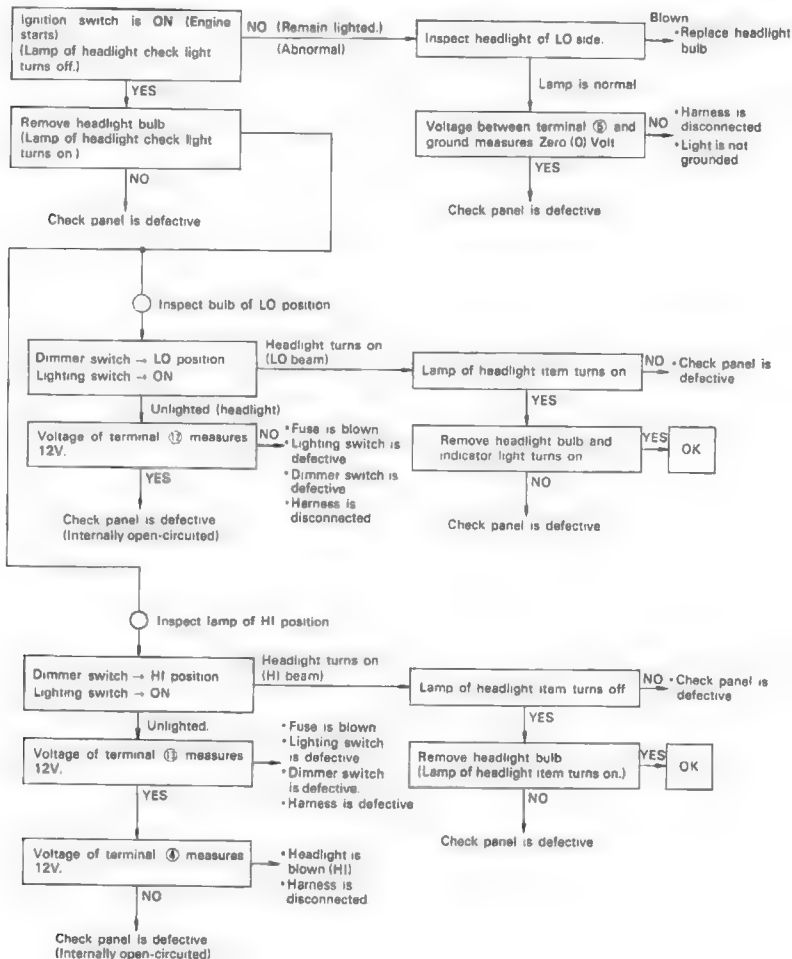 Ignition switch is ON (Engine
starts)
(Lamp of headlight check light
turns off.)
NO (Remain lighted.)
(Abnormal)
Inspect headlight of LO side.
Blown
• Replace headlight
bulb
YES
Lamp is normal
Remove headlight bulb
(Lamp of headlight check light
turns on)
Voltage between terminal ⑤ and
ground measures Zero (0) Volt
NO
• Harness is
disconnected
• Light is not
grounded
NO
YES
Check panel is defective
Check panel is defective
Inspect bulb of LO position
Dimmer switch → LO position
Lighting switch → ON
Headlight turns on
(LO beam)
Lamp of headlight item turns on
NO
• Check panel is
defective
Unlighted (headlight)
YES
Voltage of terminal ⑫ measures
12V.
NO
• Fuse is blown
• Lighting switch is
defective
• Dimmer switch is
defective
• Harness is
disconnected
Remove headlight bulb and
indicator light turns on
YES
OK
YES
NO
Check panel is defective
(Internally open-circuited)
Check panel is defective
Inspect lamp of HI position
Dimmer switch → HI position
Lighting switch → ON
Headlight turns on
(HI beam)
Lamp of headlight item turns off
NO
• Check panel is
defective
Unlighted.
YES
Voltage of terminal measures
12V.
• Fuse is blown
• Lighting switch
is defective
• Dimmer switch
is defective.
• Harness is defective
Remove headlight bulb
(Lamp of headlight item turns on.)
YES
OK
YES
NO
Check panel is defective
Voltage of terminal ④ measures
12V.
• Headlight is
blown (HI)
• Harness is
disconnected
NO
Check panel is defective
(Internally open-circuited)